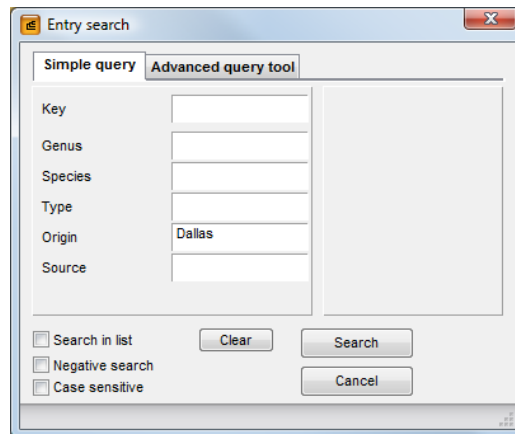 Entry search
Simple query
Advanced query tool
Key
Genus
Species
Type
Origin Dallas
Source
Search in list
Clear
Search
Negative search
Case sensitive
Cancel